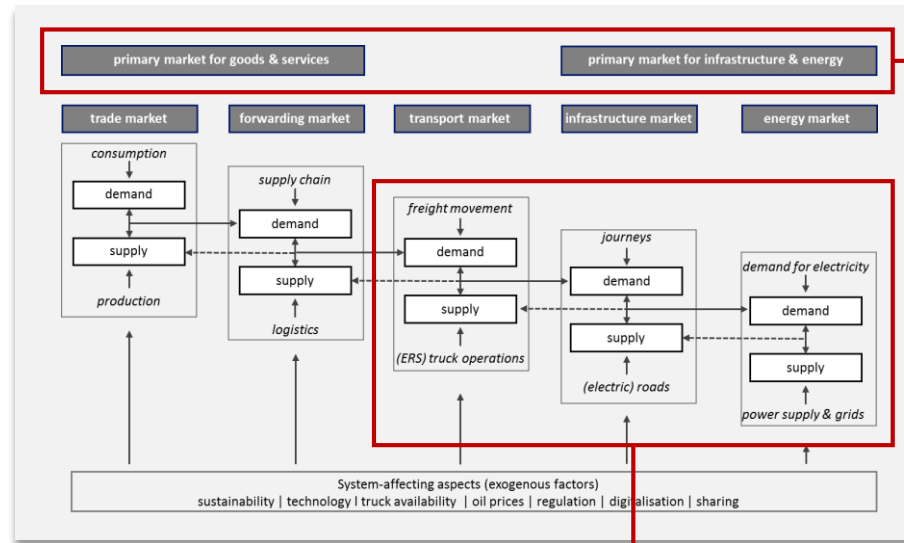 primary market for goods & services
primary market for infrastructure & energy
trade market
forwarding market
transport market
infrastructure market
energy market
consumption
demand
supply
production
supply chain
demand
supply
logistics
freight movement
demand
supply
(ERS) truck operations
journeys
demand
supply
(electric) roads
demand for electricity
demand
supply
power supply & grids
System-affecting aspects (exogenous factors)
sustainability | technology l truck availability | oil prices | regulation | digitalisation | sharing